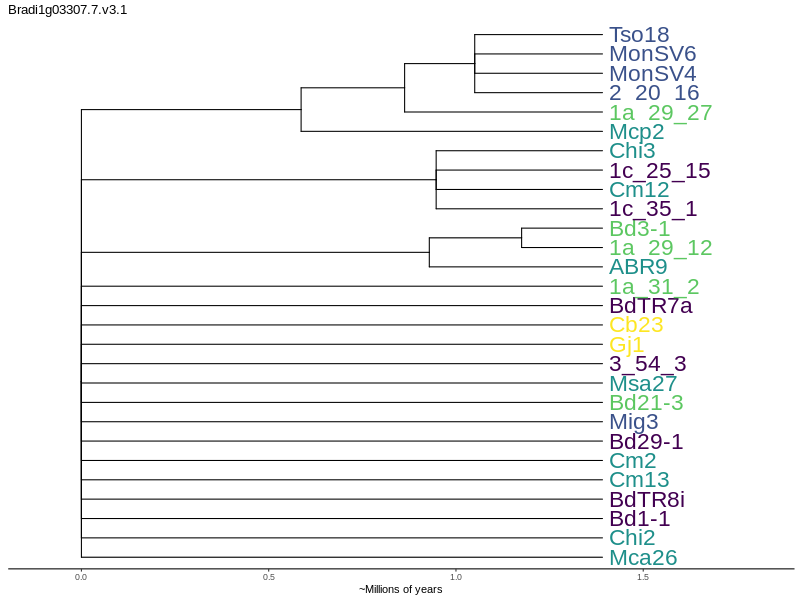 Bradi1g03307.7.v3.1
Tso18
MonSV6
MonSV4
2_20_16
1a_29_27
Mcp2
Chi3
1c_25_15
Cm12
1c_35_1
Bd3-1
1a_29_12
ABR9
1a_31_2
BdTR7a
Cb23
Gj1
3_54_3
Msa27
Bd21-3
Mig3
Bd29-1
Cm2
Cm13
BdTR8i
Bd1-1
Chi2
Mca26
0.0 0.5 1.0 1.5
~Millions of years